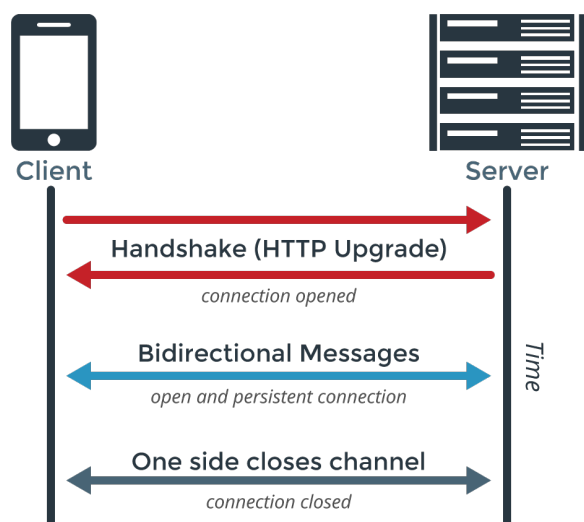 Client
Server
Handshake (HTTP Upgrade)
connection opened
Bidirectional Messages
open and persistent connection
Time
One side closes channel
connection closed